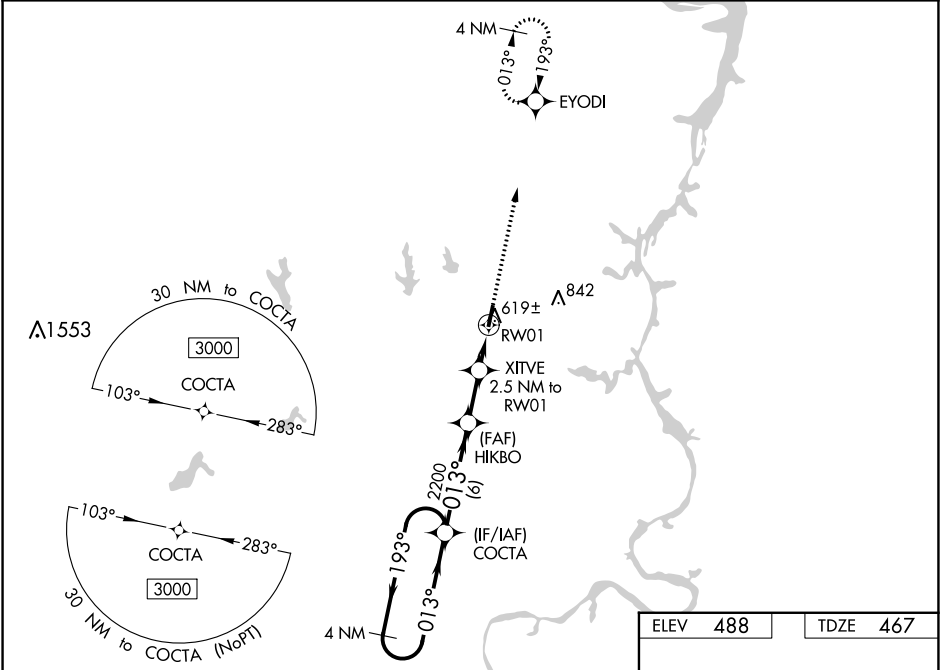 4 NM
013°
193°
EYODI
30 NM to COCTA
1553
3000
COCTA
103°
283°
842
619±
RW01
XITVE
2.5 NM to
RW01
(FAF)
HIKBO
2200
013°
(6)
(IF/IAF)
COCTA
193°
013°
4 NM
103°
283°
COCTA
3000
30 NM to COCTA (NoPT)
ELEV 488
TDZE 467